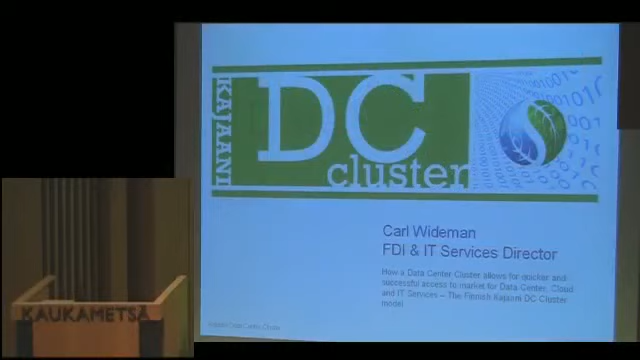 KAJAANI
DC
cluster
Carl Wideman
FDI & IT Services Director
How a Data Center Cluster allows for quicker and
successful access to market for Data Center, Cloud
and IT Services – The Finnish Kajaani DC Cluster
model
KAUKAMETSÄ